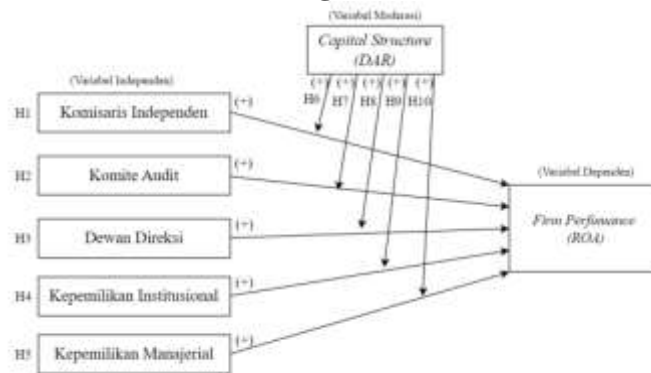 (Variabel Moderasi)
Capital Structure
(DAR)
(Variabel Independen)
(+) (+) (+) (+) (+)
H6 H7 H8 H9 H10
H1 Komisaris Independen (+)
H2 Komite Audit (+)
(Variabel Dependen)
Firm Perfimance
(ROA)
H3 Dewan Direksi (+)
H4 Kepemilikan Institusional (+)
H5 Kepemilikan Manajerial (+)